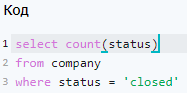 Код
1 select count(status)
2 from company
3 where status = 'closed'